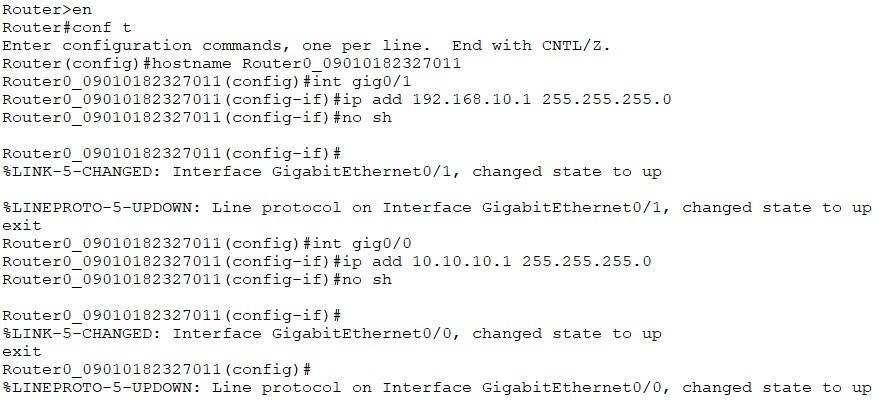 Router>en
Router#conf t
Enter configuration commands, one per line.  End with CNTL/Z.
Router(config)#hostname Router0_09010182327011
Router0_09010182327011(config)#int gig0/1
Router0_09010182327011(config-if)#ip add 192.168.10.1 255.255.255.0
Router0_09010182327011(config-if)#no sh
Router0_09010182327011(config-if)#
%LINK-5-CHANGED: Interface GigabitEthernet0/1, changed state to up
%LINEPROTO-5-UPDOWN: Line protocol on Interface GigabitEthernet0/1, changed state to up
exit
Router0_09010182327011(config)#int gig0/0
Router0_09010182327011(config-if)#ip add 10.10.10.1 255.255.255.0
Router0_09010182327011(config-if)#no sh
Router0_09010182327011(config-if)#
%LINK-5-CHANGED: Interface GigabitEthernet0/0, changed state to up
exit
Router0_09010182327011(config)#
%LINEPROTO-5-UPDOWN: Line protocol on Interface GigabitEthernet0/0, changed state to up